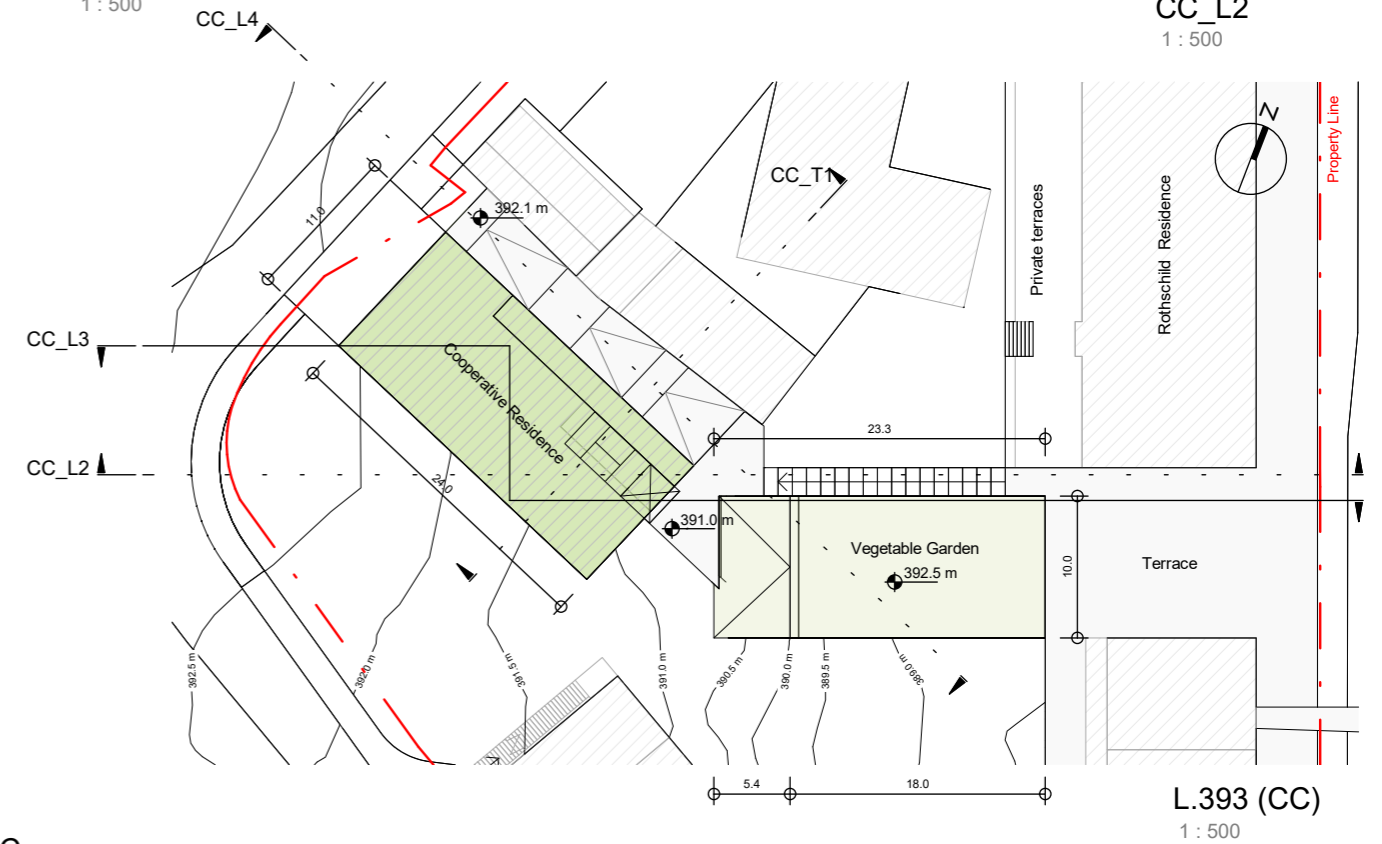 1 : 500
CC_L4
CC_L2
1 : 500
Property Line
Z
CC_T1
392.1 m
11.0
Private terraces
Rothschild Residence
CC_L3
Cooperative Residence
23.3
CC_L2
24.0
391.0 m
Vegetable Garden
392.5 m
10.0
Terrace
392.5 m
392.0 m
391.5 m
391.0 m
390.5 m
390.0 m
389.5 m
389.0 m
5.4
18.0
L.393 (CC)
1 : 500